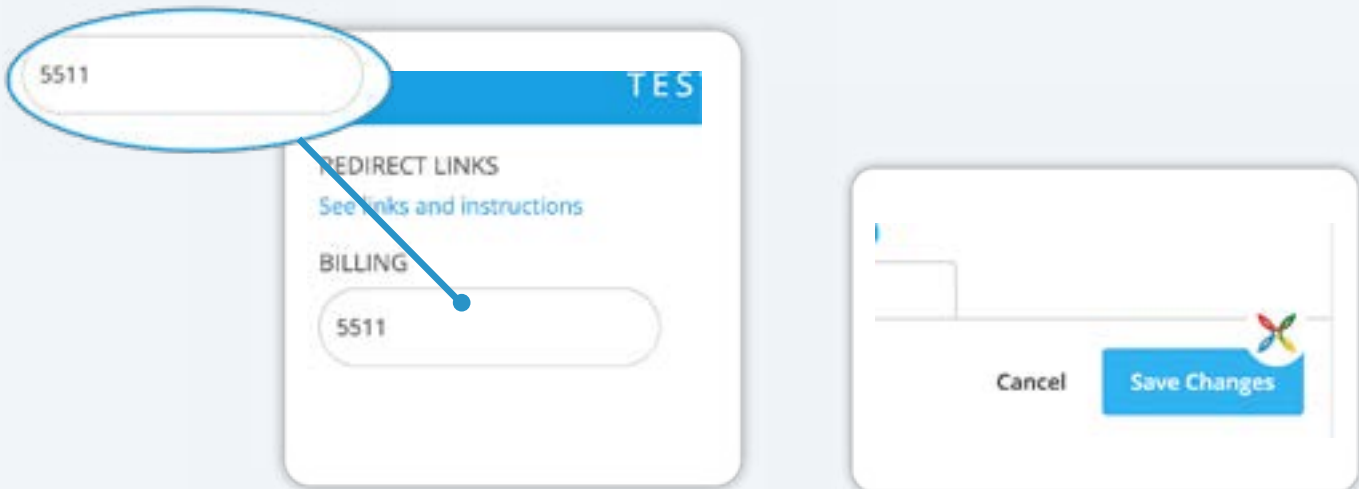 5511
TES
REDIRECT LINKS
See links and instructions
BILLING
5511
Cancel
Save Changes